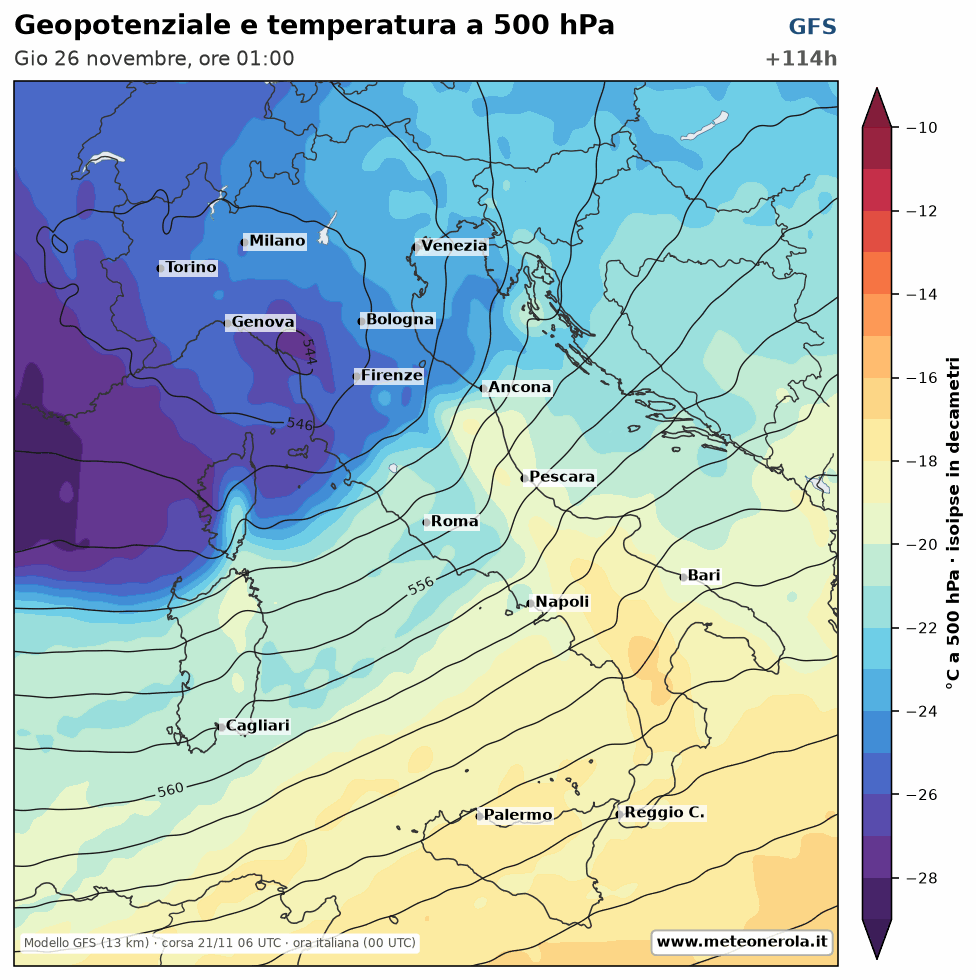 Geopotenziale e temperatura a 500 hPa
GFS
Gio 26 novembre, ore 01:00
+114h
Milano
Venezia
Torino
Genova
Bologna
544
Firenze
Ancona
546
Pescara
Roma
556
Bari
Napoli
Cagliari
560
Palermo
Reggio C.
Modello GFS (13 km) · corsa 21/11 06 UTC · ora italiana (00 UTC)
www.meteonerola.it
−10
−12
−14
−16
−18
−20
−22
−24
−26
−28
°C a 500 hPa · isoipse in decametri